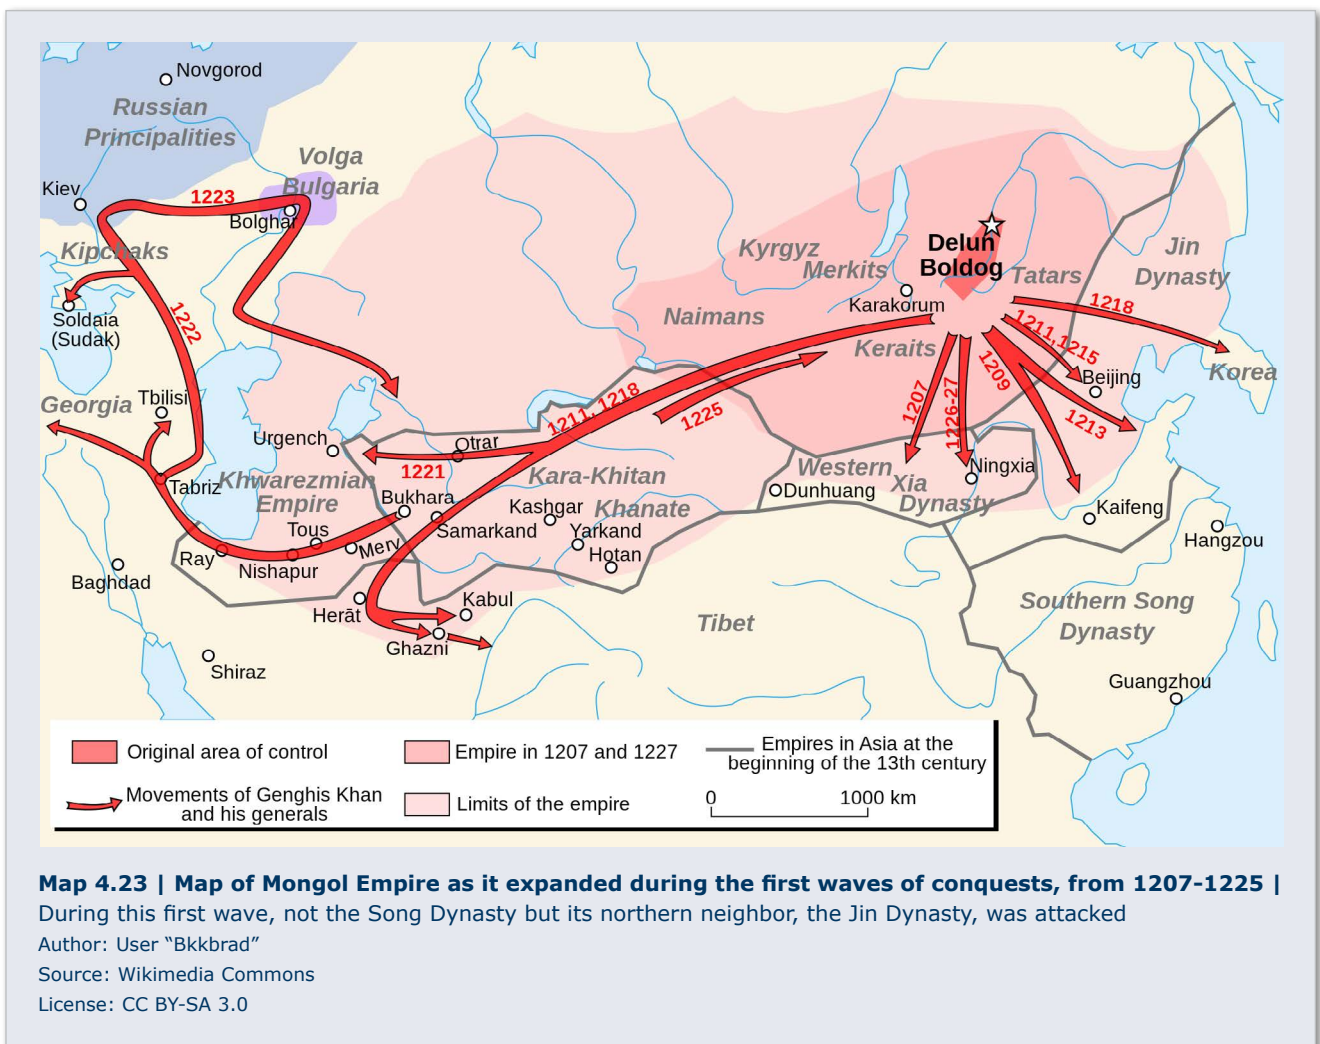 Novgorod
Russian
Principalities
Volga
Bulgaria
Kiev
1223
Bolghar
Kipchaks
Soldaia
(Sudak)
1222
Georgia
Tbilisi
Tabriz
Urgench
Otrar
1221
Khwarezmian
Empire
Bukhara
Samarkand
Tous
Merv
Ray
Nishapur
Baghdad
Herāt
Kabul
Ghazni
Shiraz
Kyrgyz
Merkits
Naimans
Keraits
Delun
Boldog
Karakorum
Tatars
Jin
Dynasty
1218
1211,1215
1209
1207
1226-27
1213
1211, 1218
1225
Beijing
Korea
Kara-Khitan
Khanate
Kashgar
Yarkand
Hotan
Western
Xia
Dynasty
Ningxia
Dunhuang
Kaifeng
Hangzou
Tibet
Southern Song
Dynasty
Guangzhou
Original area of control
Empire in 1207 and 1227
Empires in Asia at the
beginning of the 13th century
Movements of Genghis Khan
and his generals
Limits of the empire
0 1000 km
Map 4.23 | Map of Mongol Empire as it expanded during the first waves of conquests, from 1207-1225 |
During this first wave, not the Song Dynasty but its northern neighbor, the Jin Dynasty, was attacked
Author: User “Bkkbrad”
Source: Wikimedia Commons
License: CC BY-SA 3.0